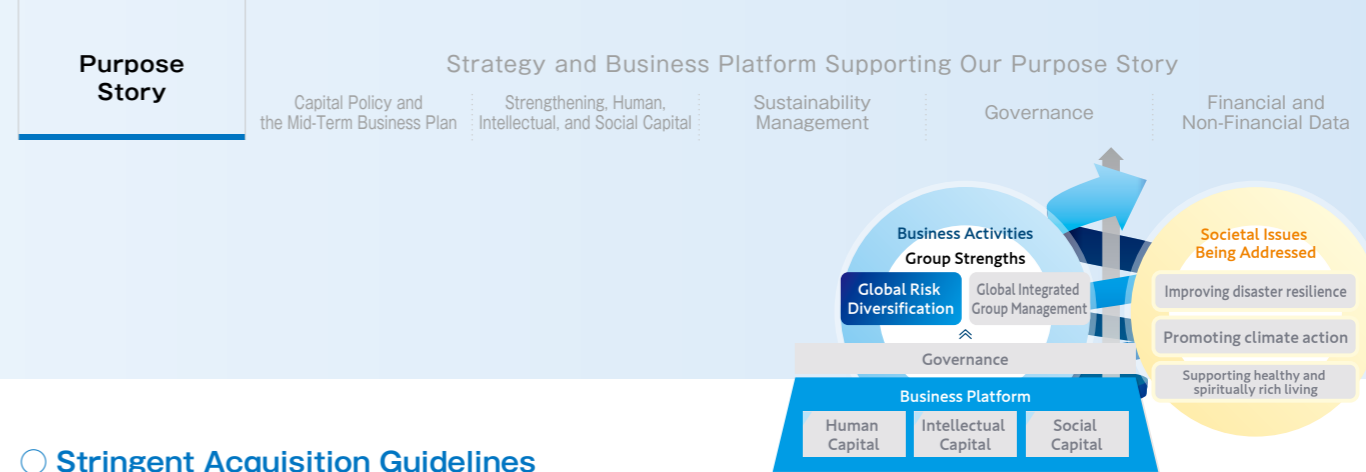 Purpose
Story
Strategy and Business Platform Supporting Our Purpose Story
Capital Policy and
the Mid-Term Business Plan
Strengthening, Human,
Intellectual, and Social Capital
Sustainability
Management
Governance
Financial and
Non-Financial Data
Business Activities
Group Strengths
Global Risk
Diversification
Global Integrated
Group Management
Governance
Business Platform
Human
Capital
Intellectual
Capital
Social
Capital
Societal Issues
Being Addressed
Improving disaster resilience
Promoting climate action
Supporting healthy and
spiritually rich living
○ Stringent Acquisition Guidelines